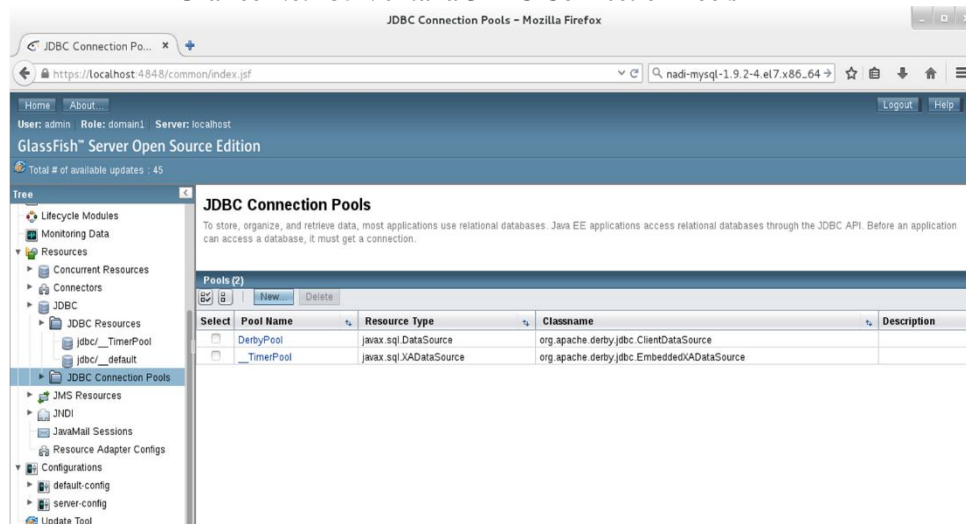 JDBC Connection Pools - Mozilla Firefox
JDBC Connection Po...
https://localhost:4848/common/index.jsf
nadi-mysql-1.9.2-4.el7.x86_64
Home About...
Logout Help
User: admin Role: domain1 Server: localhost
GlassFish™ Server Open Source Edition
Total # of available updates : 45
Tree
Lifecycle Modules
Monitoring Data
Resources
Concurrent Resources
Connectors
JDBC
JDBC Resources
jdbc/__TimerPool
jdbc/__default
JDBC Connection Pools
JMS Resources
JNDI
JavaMail Sessions
Resource Adapter Configs
Configurations
default-config
server-config
Update Tool
JDBC Connection Pools
To store, organize, and retrieve data, most applications use relational databases. Java EE applications access relational databases through the JDBC API. Before an application
can access a database, it must get a connection.
Pools (2)
New... Delete
Select Pool Name Resource Type Classname Description
DerbyPool javax.sql.DataSource org.apache.derby.jdbc.ClientDataSource
__TimerPool javax.sql.XADataSource org.apache.derby.jdbc.EmbeddedXADataSource